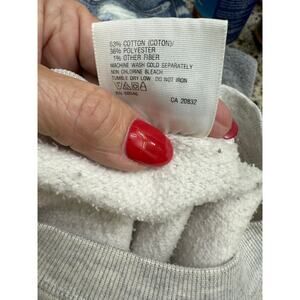 63% COTTON (COTON)/
36% POLYESTER
1% OTHER FIBER
MACHINE WASH COLD SEPARATELY
NON CHLORINE BLEACH
TUMBLE DRY LOW DO NOT IRON
CA 20832